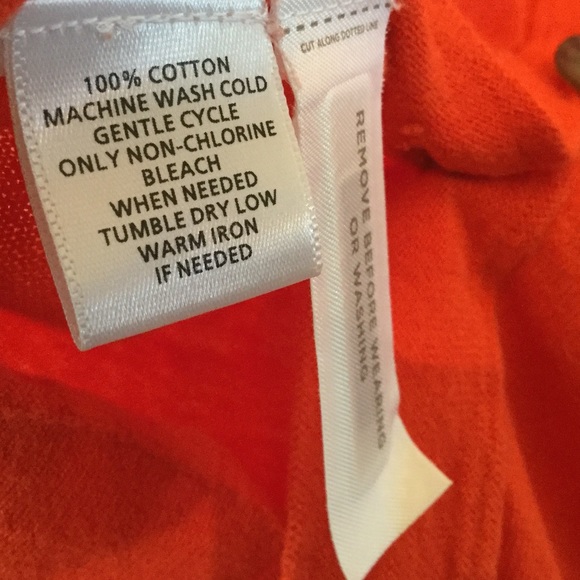 100% COTTON
MACHINE WASH COLD
GENTLE CYCLE
ONLY NON-CHLORINE
BLEACH
WHEN NEEDED
TUMBLE DRY LOW
WARM IRON
IF NEEDED
CUT ALONG DOTTED LINE
REMOVE BEFORE WEARING
OR WASHING